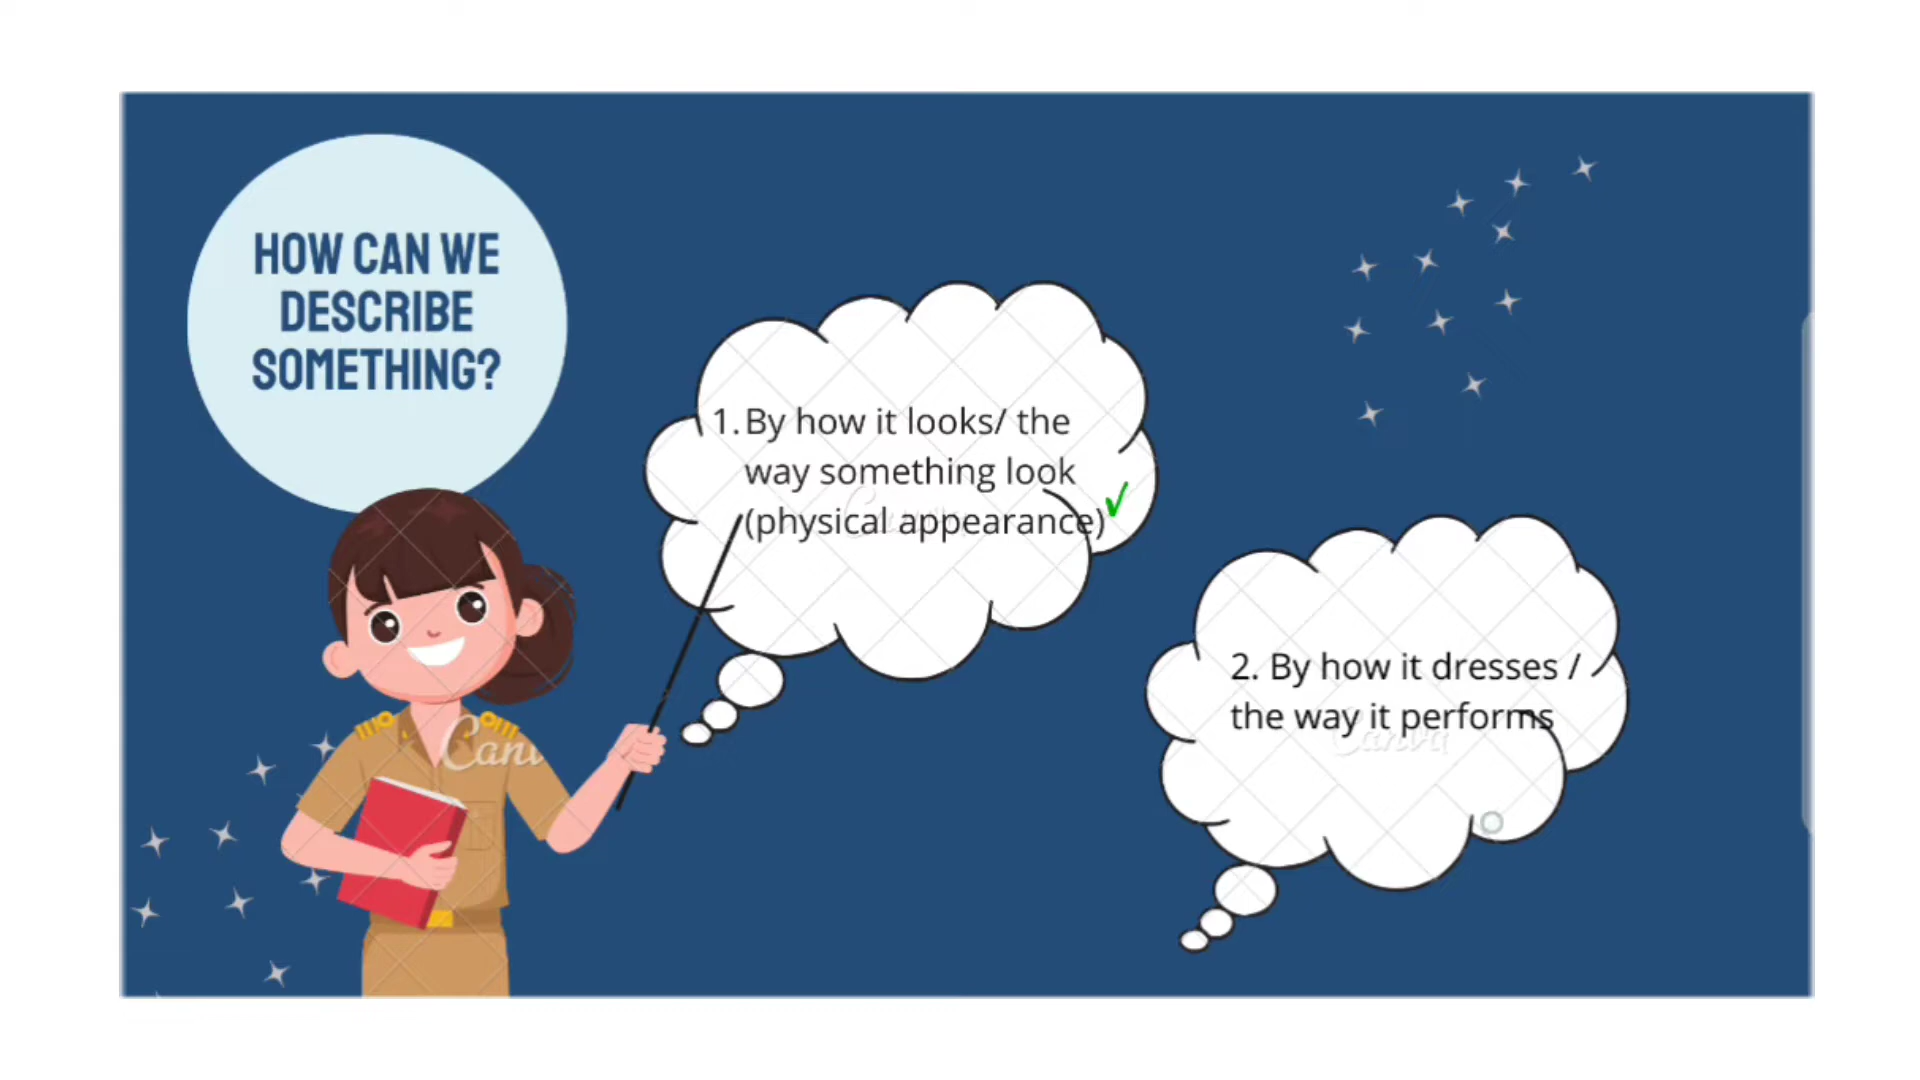 HOW CAN WE
DESCRIBE
SOMETHING?
1. By how it looks/ the
way something look
(physical appearance)
2. By how it dresses /
the way it performs
Canva